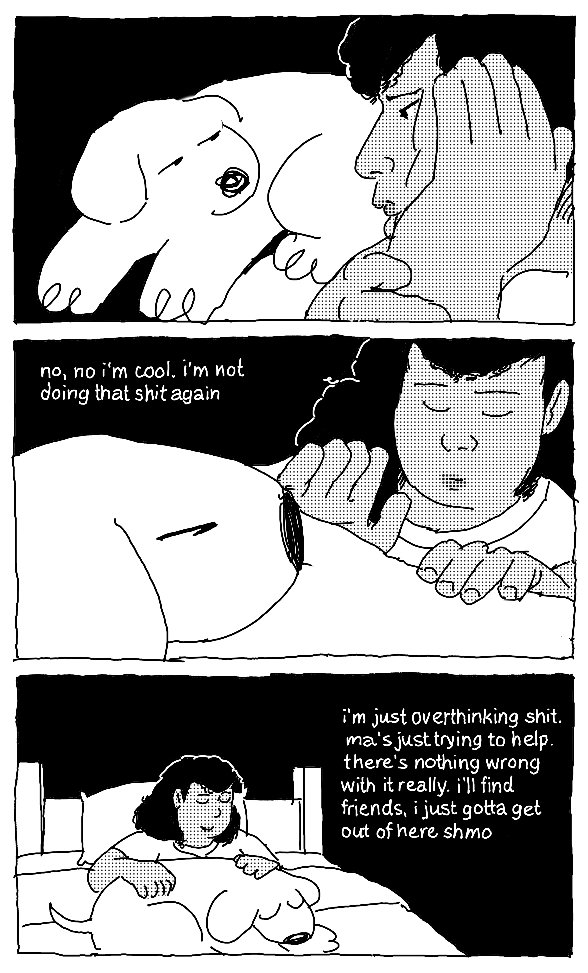 no, no i'm cool. i'm not
doing that shit again
i'm just overthinking shit.
ma's just trying to help.
there's nothing wrong
with it really. i'll find
friends, i just gotta get
out of here shmo